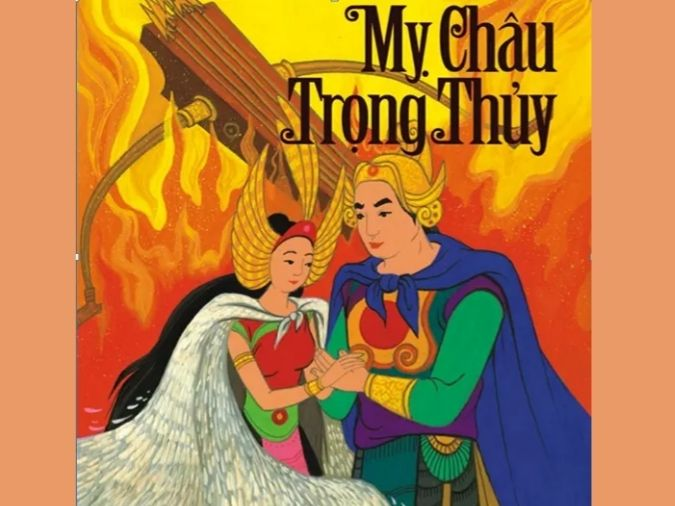 Mỵ Châu
Trọng Thủy